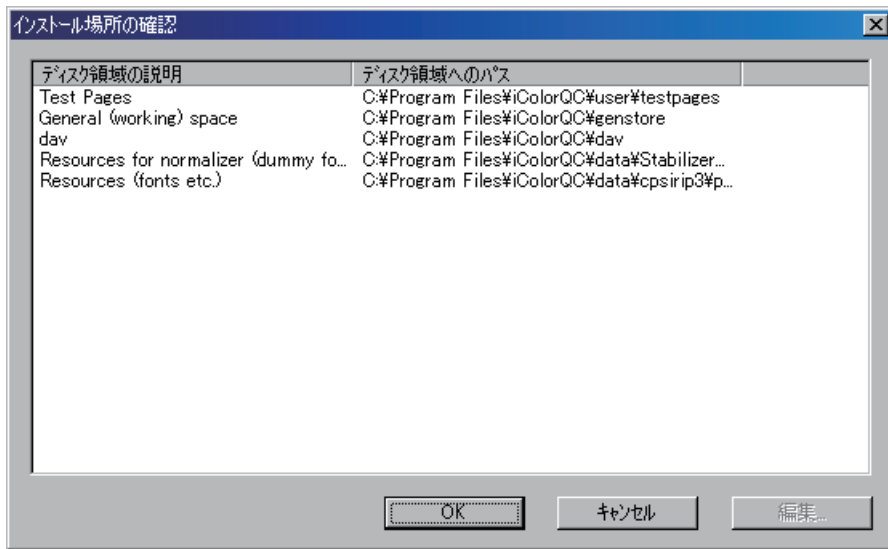 インストール場所の確認
ディスク領域の説明 ディスク領域へのパス
Test Pages C:¥Program Files¥iColorQC¥user¥testpages
General (working) space C:¥Program Files¥iColorQC¥genstore
dav C:¥Program Files¥iColorQC¥dav
Resources for normalizer (dummy fo... C:¥Program Files¥iColorQC¥data¥Stabilizer...
Resources (fonts etc.) C:¥Program Files¥iColorQC¥data¥cpsirip3¥p...
OK キャンセル 編集...